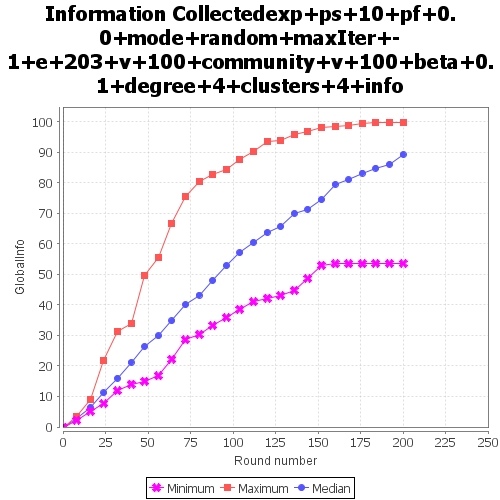 Information Collectedexp+ps+10+pf+0.
0+mode+random+maxIter+-
1+e+203+v+100+community+v+100+beta+0.
1+degree+4+clusters+4+info
100
90
80
70
60
50
40
30
20
10
0
GlobalInfo
0 25 50 75 100 125 150 175 200 225 250
Round number
Minimum Maximum Median